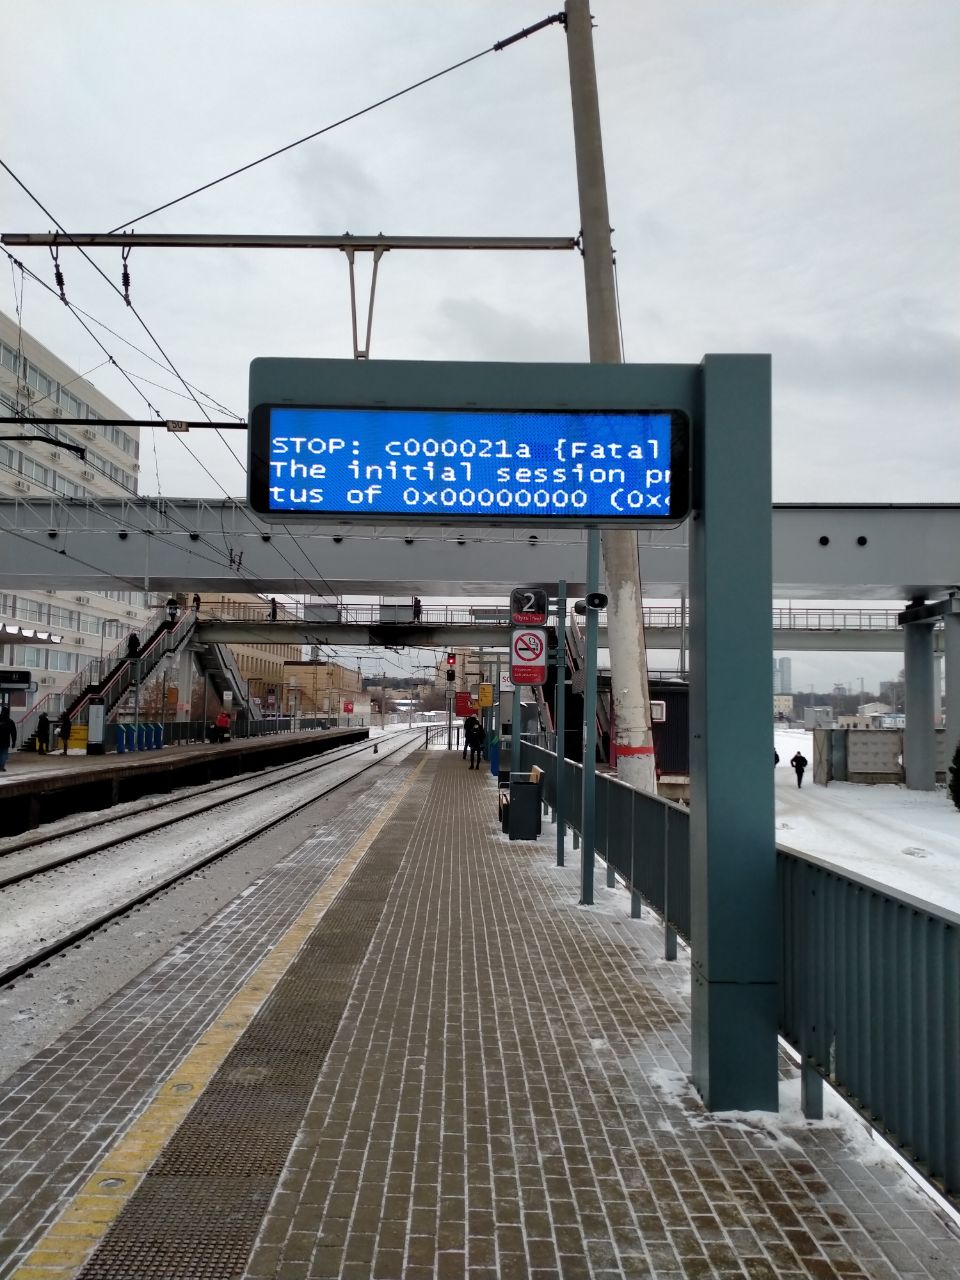 STOP: c000021a {Fatal
The initial session pr
tus of 0x00000000 (0x
2
50